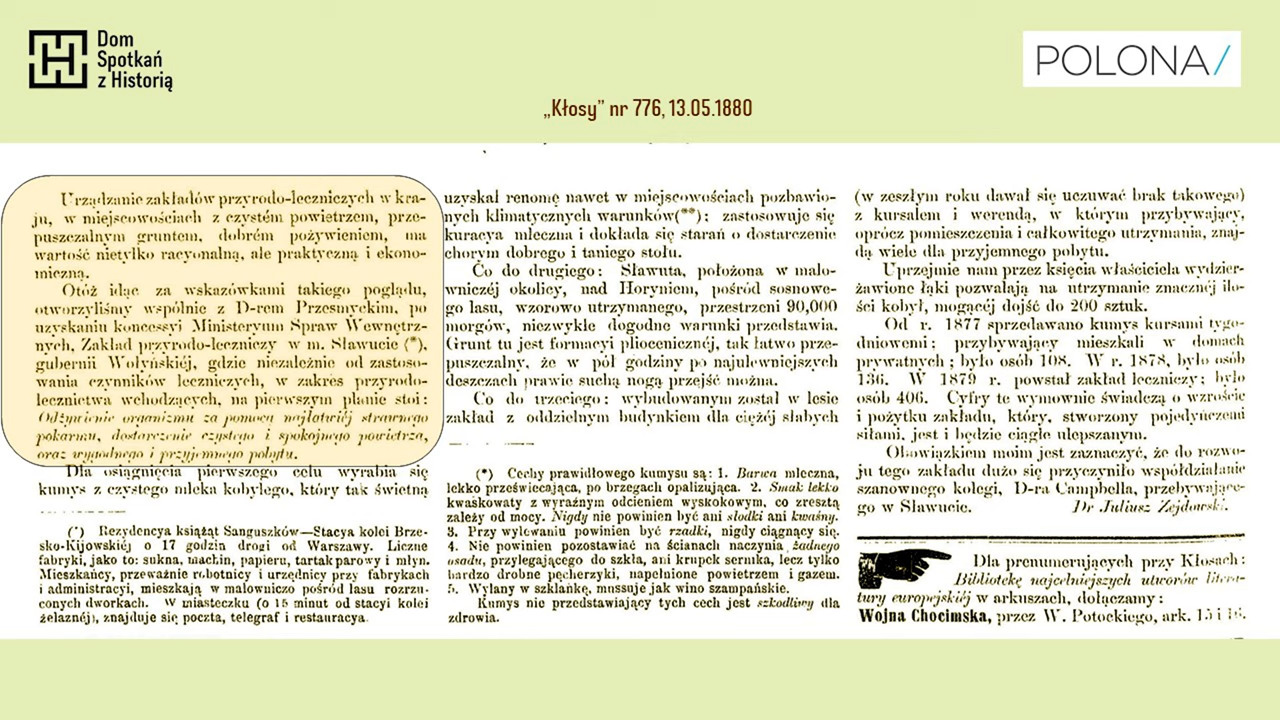 Dom
Spotkań
z Historią
POLONA/
„Kłosy” nr 776, 13.05.1880
Urządzanie zakładów przyrodo-leczniczych w kra-
ju, w miejscowościach z czystém powietrzem, prze-
puszczalnym gruntem, dobrém pożywieniem, ma
wartość nietylko racyonalną, ale praktyczną i ekono-
miczną.
Otóż idąc za wskazówkami takiego poglądu,
otworzyliśmy wspólnie z D-rem Przesmyckim, po
uzyskaniu koncessyi Ministeryum Spraw Wewnętrz-
nych, Zakład przyrodo-leczniczy w m. Sławucie (*),
gubernii Wołyńskiéj, gdzie niezależnie od zastoso-
wania czynników leczniczych, w zakrès przyrodo-
lecznictwa wchodzących, na pierwszym planie stoi:
Odżywienie organizmu za pomocą najłatwiéj strawnego
pokarmu, dostarczenie czystego i spokojnego powietrza,
oraz wygodnego i przyjemnego pobytu.
Dla osiągnięcia pierwszego celu wyrabia się
kumys z czystego mleka kobylego, który tak świetną
(*) Rezydencya książąt Sanguszków—Stacya kolei Brze-
sko-Kijowskiéj o 17 godzin drogi od Warszawy. Liczne
fabryki, jako to: sukna, machin, papieru, tartak parowy i młyn.
Mieszkańcy, przeważnie robotnicy i urzędnicy przy fabrykach
i administracyi, mieszkają w malowniczo pośród lasu rozrzu-
conych dworkach. W miasteczku (o 15 minut od stacyi kolei
żelaznéj), znajduje się poczta, telegraf i restauracya.
uzyskał renomę nawet w miejscowościach pozbawio-
nych klimatycznych warunków(**): zastosowuje się
kuracya mleczna i dokłada się starań o dostarczenie
chorym dobrego i taniego stołu.
Co do drugiego: Sławuta, położona w malo-
wniczéj okolicy, nad Horyniem, pośród sosnowe-
go lasu, wzorowo utrzymanego, przestrzeni 90,000
morgów, niezwykle dogodne warunki przedstawia.
Grunt tu jest formacyi pliocenicznéj, tak łatwo prze-
puszczalny, że w pół godziny po najulewniejszych
deszczach prawie suchą nogą przejść można.
Co do trzeciego: wybudowanym został w lesie
zakład z oddzielnym budynkiem dla ciężéj słabych
(*) Cechy prawidłowego kumysu są: 1. Barwa mleczna,
lekko przeświecająca, po brzegach opalizująca. 2. Smak lekko
kwaśkowaty z wyraźnym odcieniem wyskokowym, co zresztą
zależy od mocy. Nigdy nie powinien być ani słodki ani kwaśny.
3. Przy wylewaniu powinien być rzadki, nigdy ciągnący się.
4. Nie powinien pozostawiać na ścianach naczynia żadnego
osadu, przylegającego do szkła, ani krupek sernika, lecz tylko
bardzo drobne pęcherzyki, napełnione powietrzem i gazem.
5. Wylany w szklankę, mussuje jak wino szampańskie.
Kumys nie przedstawiający tych cech jest szkodliwy dla
zdrowia.
(w zeszłym roku dawał się uczuwać brak takowego)
z kursalem i werendą, w którym przybywający,
oprócz pomieszczenia i całkowitego utrzymania, znaj-
dą wiele dla przyjemnego pobytu.
Uprzejmie nam przez księcia właściciela wydzier-
żawione łąki pozwalają na utrzymanie znacznéj ilo-
ści kobył, mogącéj dojść do 200 sztuk.
Od r. 1877 sprzedawano kumys kursami tygo-
dniowemi: przybywający mieszkali w domach
prywatnych; było osób 108. W r. 1878, było osób
136. W 1879 r. powstał zakład leczniczy; było
osób 406. Cyfry te wymownie świadczą o wzroście
i pożytku zakładu, który, stworzony pojedyńczemi
siłami, jest i będzie ciągle ulepszanym.
Obowiązkiem moim jest zaznaczyć, że do rozwo-
ju tego zakładu dużo się przyczyniło współdziałanie
szanownego kolegi, D-ra Campbella, przebywające-
go w Sławucie. Dr Juliusz Zejdowski.
Dla prenumerujących przy Kłosach:
Bibliotekę najcelniejszych utworów litera-
tury europejskiéj w arkuszach, dołączamy:
Wojna Chocimska, przez W. Potockiego, ark. 15 i 16.